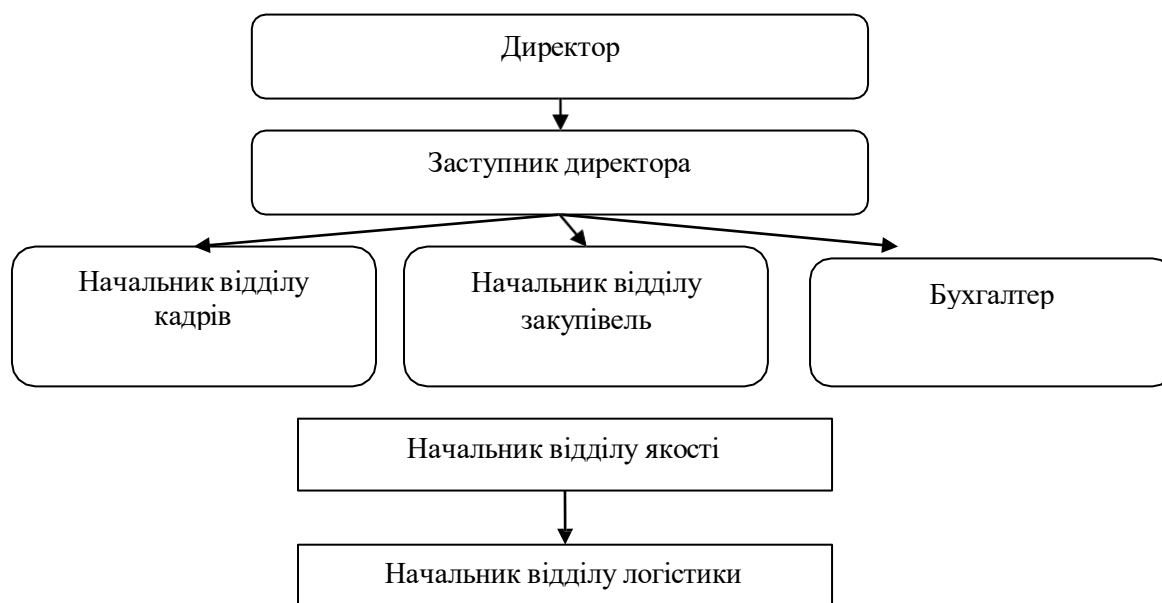 Директор
Заступник директора
Начальник відділу
кадрів
Начальник відділу
закупівель
Бухгалтер
Начальник відділу якості
Начальник відділу логістики